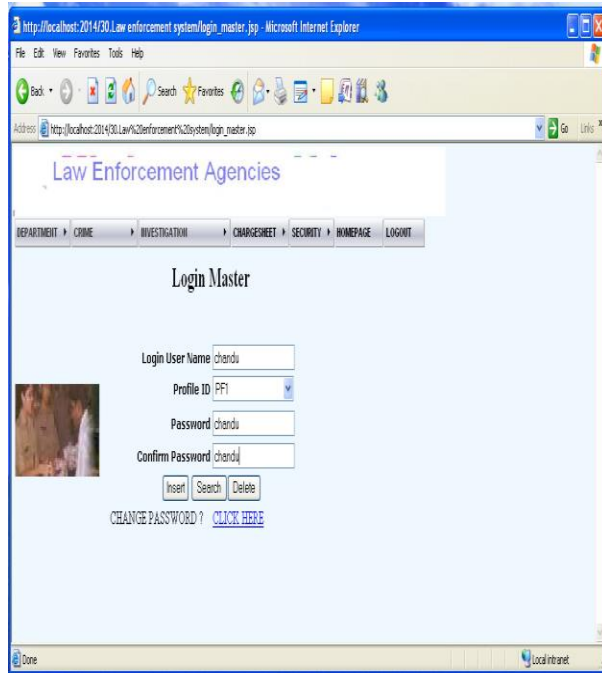 http://localhost:2014/30.Law enforcement system/login_master.jsp - Microsoft Internet Explorer
File Edit View Favorites Tools Help
Back Search Favorites
Address http://localhost:2014/30.Law%20enforcement%20system/login_master.jsp Go Links
Law Enforcement Agencies
DEPARTMENT CRIME INVESTIGATION CHARGESHEET SECURITY HOMEPAGE LOGOUT
Login Master
Login User Name chandu
Profile ID PF1
Password chandu
Confirm Password chandu
Insert Search Delete
CHANGE PASSWORD ? CLICK HERE
Done Local intranet